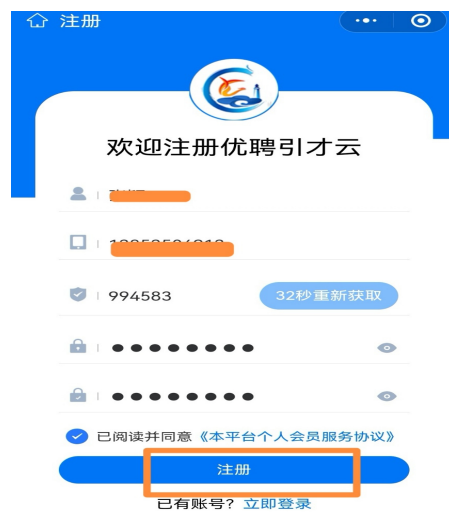 注册
欢迎注册优聘引才云
994583
32秒重新获取
已阅读并同意《本平台个人会员服务协议》
注册
已有账号？立即登录